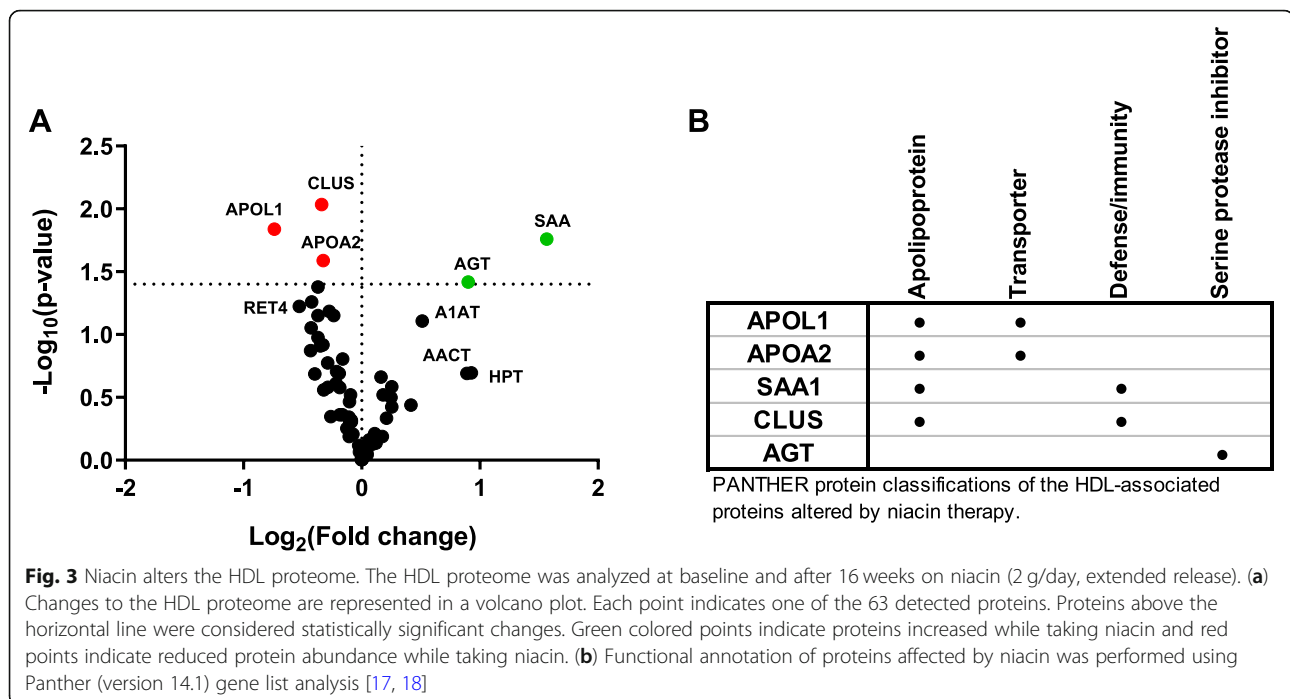 A
2.5
2.0
1.5
1.0
0.5
0.0
-Log10(p-value)
-2
-1
0
1
2
Log2(Fold change)
CLUS
APOL1
APOA2
SAA
AGT
RET4
A1AT
AACT
HPT
B
Apolipoprotein
Transporter
Defense/immunity
Serine protease inhibitor
APOL1 • •
APOA2 • •
SAA1 • •
CLUS • •
AGT •
PANTHER protein classifications of the HDL-associated
proteins altered by niacin therapy.
Fig. 3 Niacin alters the HDL proteome. The HDL proteome was analyzed at baseline and after 16 weeks on niacin (2 g/day, extended release). (a)
Changes to the HDL proteome are represented in a volcano plot. Each point indicates one of the 63 detected proteins. Proteins above the
horizontal line were considered statistically significant changes. Green colored points indicate proteins increased while taking niacin and red
points indicate reduced protein abundance while taking niacin. (b) Functional annotation of proteins affected by niacin was performed using
Panther (version 14.1) gene list analysis [17, 18]